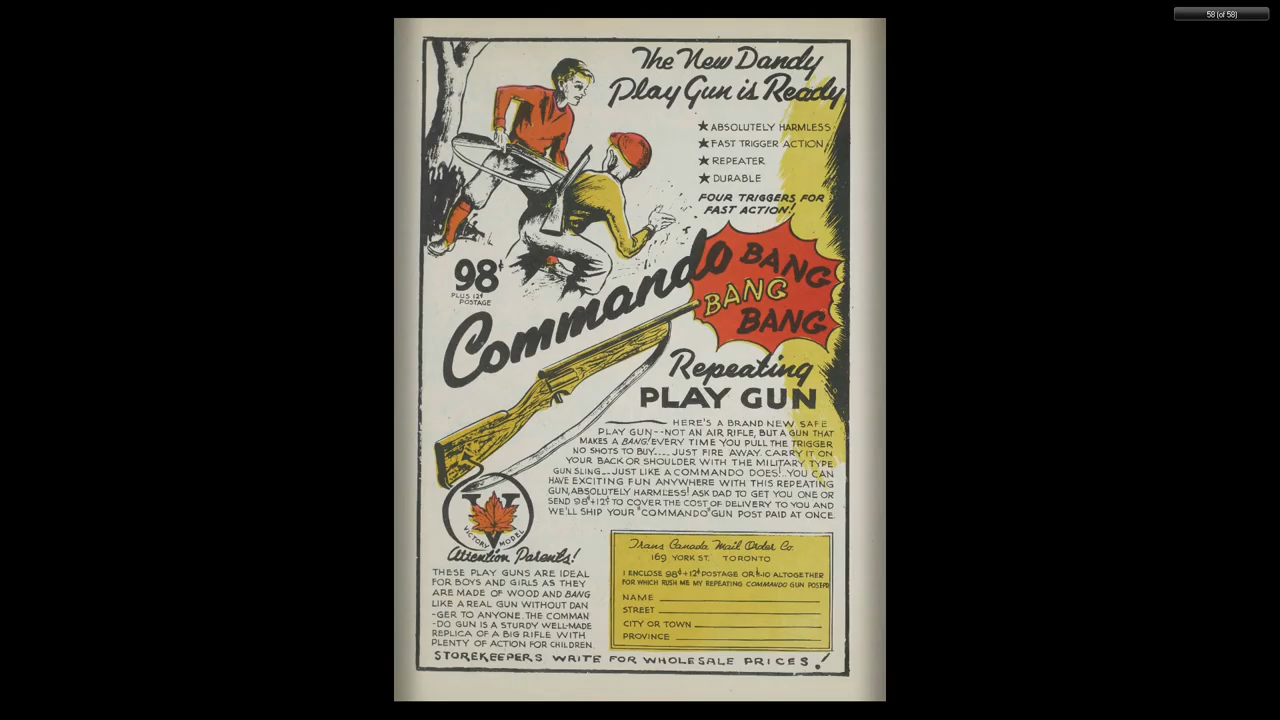 58 (of 58)
The New Dandy
Play Gun is Ready
★ ABSOLUTELY HARMLESS
★ FAST TRIGGER ACTION
★ REPEATER
★ DURABLE
FOUR TRIGGERS FOR
FAST ACTION!
98¢
PLUS 12¢
POSTAGE
Commando
BANG
BANG
BANG
Repeating
PLAY GUN
HERE'S A BRAND NEW SAFE
PLAY GUN--NOT AN AIR RIFLE, BUT A GUN THAT
MAKES A BANG! EVERY TIME YOU PULL THE TRIGGER
NO SHOTS TO BUY.... JUST FIRE AWAY. CARRY IT ON
YOUR BACK OR SHOULDER WITH THE MILITARY TYPE
GUN SLING...JUST LIKE A COMMANDO DOES! YOU CAN
HAVE EXCITING FUN ANYWHERE WITH THIS REPEATING
GUN, ABSOLUTELY HARMLESS! ASK DAD TO GET YOU ONE OR
SEND 98¢+12¢ TO COVER THE COST OF DELIVERY TO YOU AND
WE'LL SHIP YOUR "COMMANDO" GUN POST PAID AT ONCE.
V
VICTORY MODEL
Attention Parents!
THESE PLAY GUNS ARE IDEAL
FOR BOYS AND GIRLS AS THEY
ARE MADE OF WOOD AND BANG
LIKE A REAL GUN WITHOUT DAN
-GER TO ANYONE. THE COMMAN
-DO GUN IS A STURDY WELL-MADE
REPLICA OF A BIG RIFLE WITH
PLENTY OF ACTION FOR CHILDREN.
Trans Canada Mail Order Co.
169 YORK ST. TORONTO
I ENCLOSE 98¢+12¢ POSTAGE OR $1.10 ALTOGETHER
FOR WHICH RUSH ME MY REPEATING COMMANDO GUN POSTPD
NAME
STREET
CITY OR TOWN
PROVINCE
STOREKEEPERS WRITE FOR WHOLESALE PRICES!